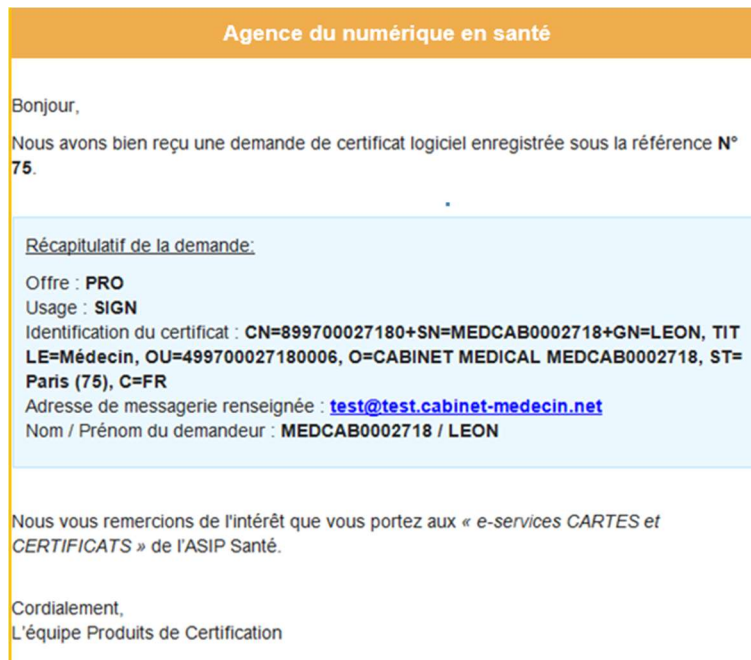 Agence du numérique en santé
Bonjour,
Nous avons bien reçu une demande de certificat logiciel enregistrée sous la référence N°
75.
Récapitulatif de la demande:
Offre : PRO
Usage : SIGN
Identification du certificat : CN=899700027180+SN=MEDCAB0002718+GN=LEON, TIT
LE=Médecin, OU=499700027180006, O=CABINET MEDICAL MEDCAB0002718, ST=
Paris (75), C=FR
Adresse de messagerie renseignée : test@test.cabinet-medecin.net
Nom / Prénom du demandeur : MEDCAB0002718 / LEON
Nous vous remercions de l'intérêt que vous portez aux « e-services CARTES et
CERTIFICATS » de l'ASIP Santé.
Cordialement,
L'équipe Produits de Certification